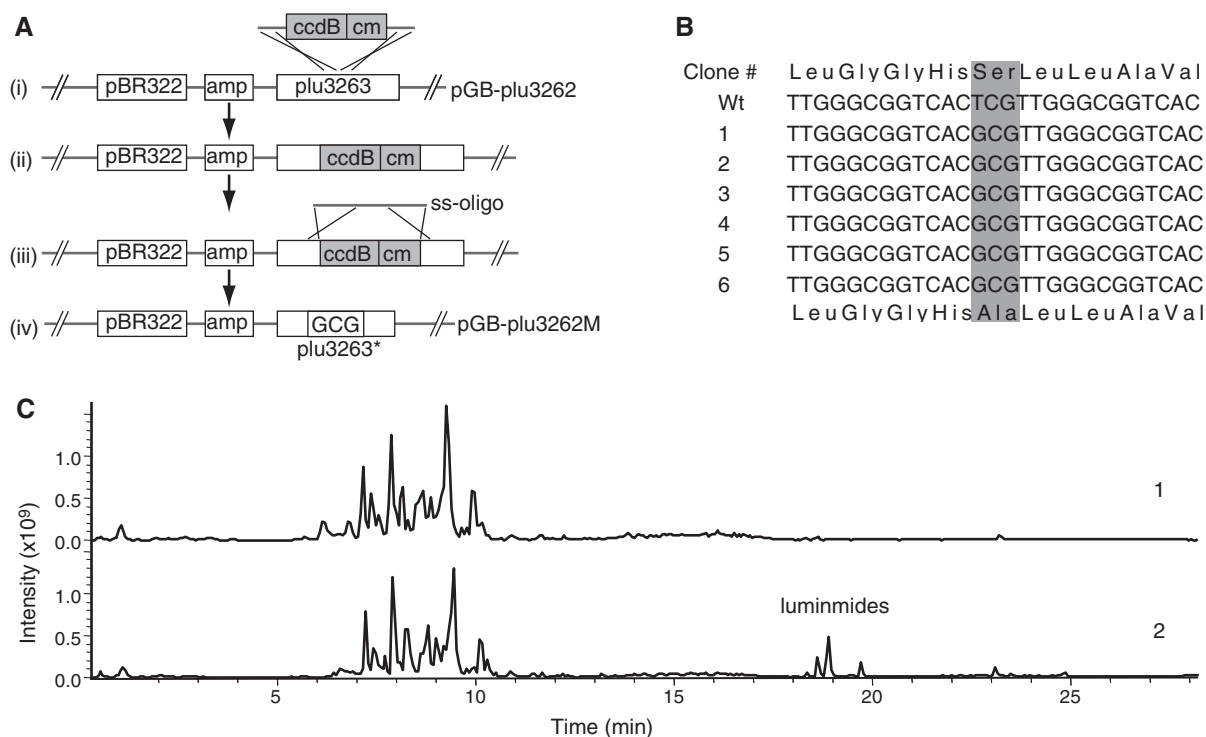 A
ccdB cm
(i) pBR322 amp plu3263 pGB-plu3262
(ii) pBR322 amp ccdB cm
ss-oligo
(iii) pBR322 amp ccdB cm
(iv) pBR322 amp GCG pGB-plu3262M
plu3263*
B
Clone # LeuGlyGlyHisSerLeuLeuAlaVal
Wt TTGGGCGGTCACTCGTTGGGCGGTCAC
1 TTGGGCGGTCACGCGTTGGGCGGTCAC
2 TTGGGCGGTCACGCGTTGGGCGGTCAC
3 TTGGGCGGTCACGCGTTGGGCGGTCAC
4 TTGGGCGGTCACGCGTTGGGCGGTCAC
5 TTGGGCGGTCACGCGTTGGGCGGTCAC
6 TTGGGCGGTCACGCGTTGGGCGGTCAC
LeuGlyGlyHisAlaLeuLeuAlaVal
C
Intensity (x10⁹)
1.0
0.5
0.0
1
1.0
0.5
0.0
luminmides
2
5 10 15 20 25
Time (min)